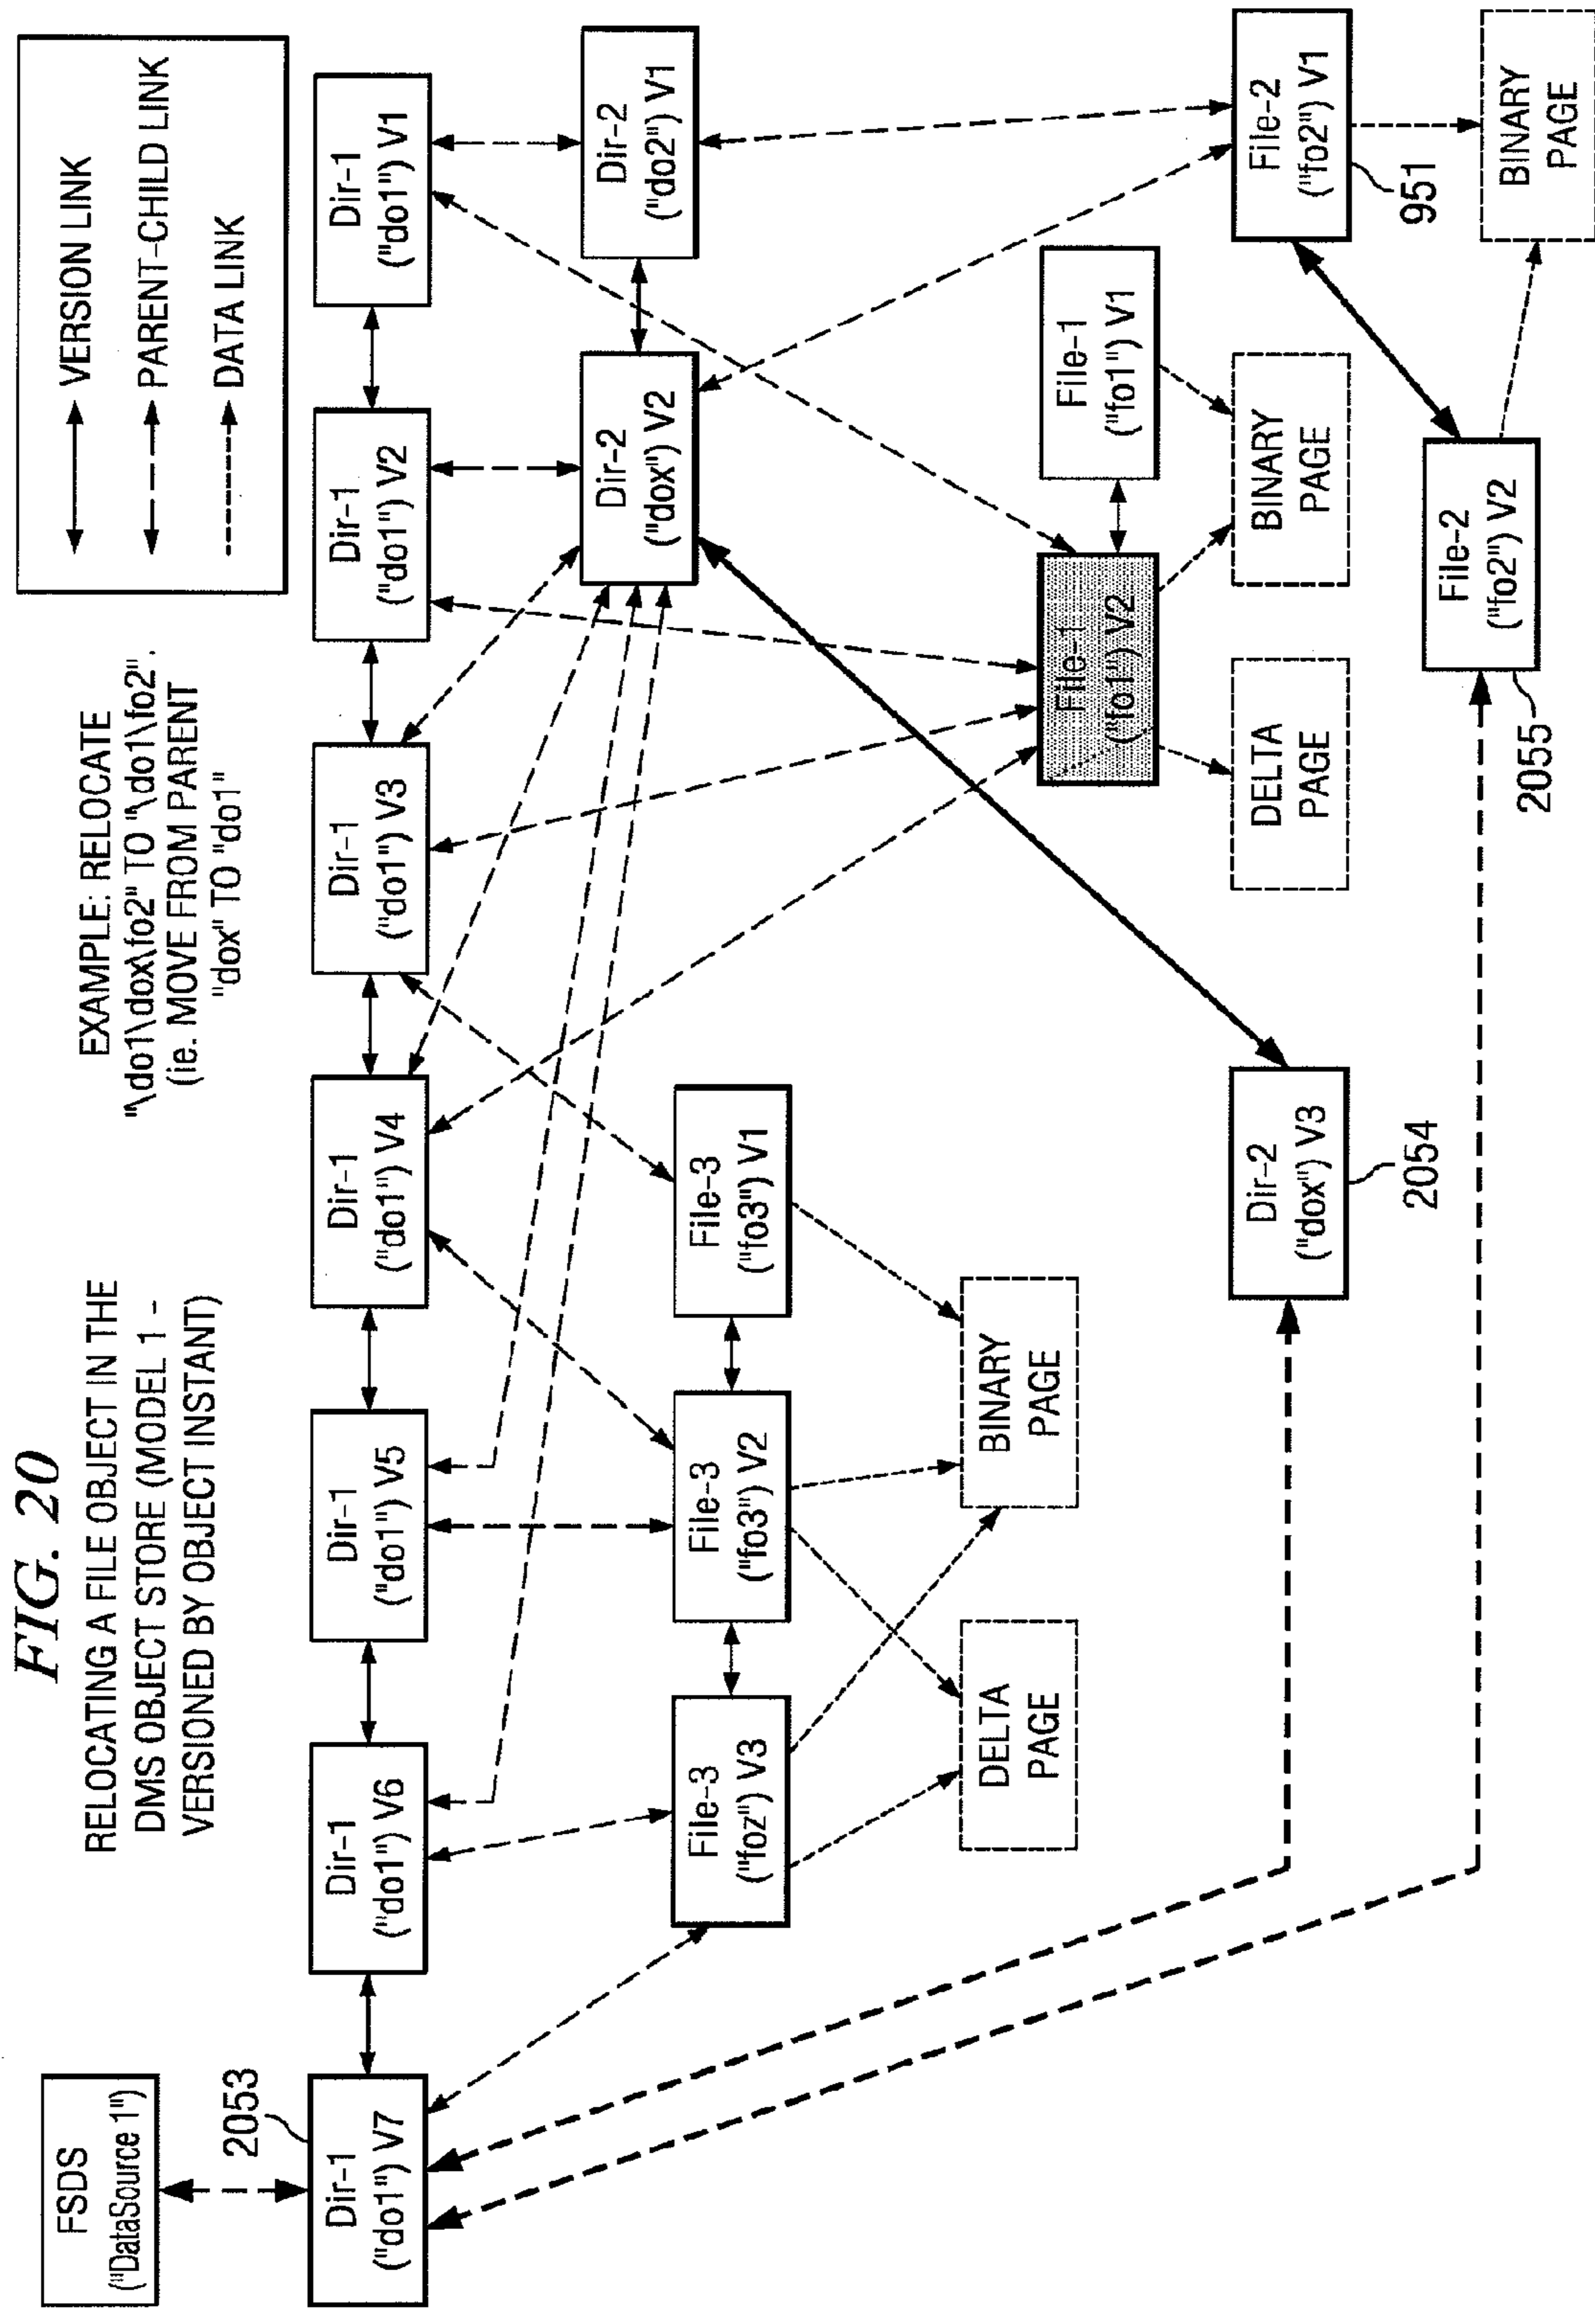 FIG. 20
RELOCATING A FILE OBJECT IN THE
DMS OBJECT STORE (MODEL 1 -
VERSIONED BY OBJECT INSTANT)
EXAMPLE: RELOCATE
"\do1\dox\fo2" TO "\do1\fo2".
(ie. MOVE FROM PARENT
"dox" TO "do1"
VERSION LINK
PARENT-CHILD LINK
DATA LINK
FSDS
("DataSource 1")
2053
Dir-1
("do1") V7
Dir-1
("do1") V6
Dir-1
("do1") V5
Dir-1
("do1") V4
Dir-1
("do1") V3
Dir-1
("do1") V2
Dir-1
("do1") V1
Dir-2
("dox") V2
Dir-2
("do2") V1
File-3
("foz") V3
File-3
("fo3") V2
File-3
("fo3") V1
DELTA
PAGE
BINARY
PAGE
File-1
("fo1") V2
File-1
("fo1") V1
DELTA
PAGE
BINARY
PAGE
Dir-2
("dox") V3
2054
File-2
("fo2") V1
951
File-2
("fo2") V2
2055
BINARY
PAGE